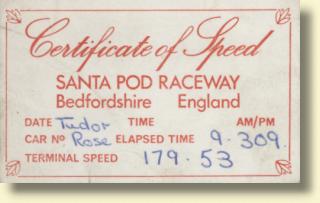 Certificate of Speed
SANTA POD RACEWAY
Bedfordshire England
DATE Tudor TIME AM/PM
CAR Nº Rose ELAPSED TIME 9.309.
TERMINAL SPEED 179.53